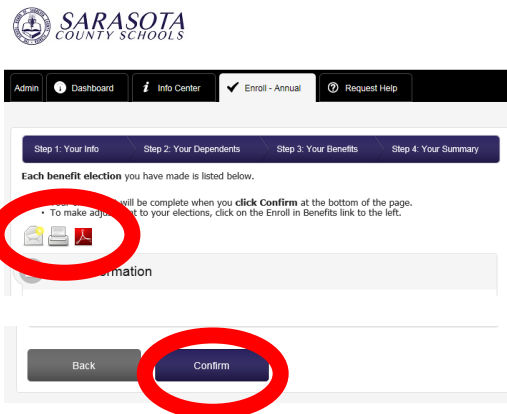 SARASOTA
COUNTY SCHOOLS
Admin Dashboard Info Center Enroll - Annual Request Help
Step 1: Your Info Step 2: Your Dependents Step 3: Your Benefits Step 4: Your Summary
Each benefit election you have made is listed below.
will be complete when you click Confirm at the bottom of the page.
• To make to your elections, click on the Enroll in Benefits link to the left.
Back Confirm